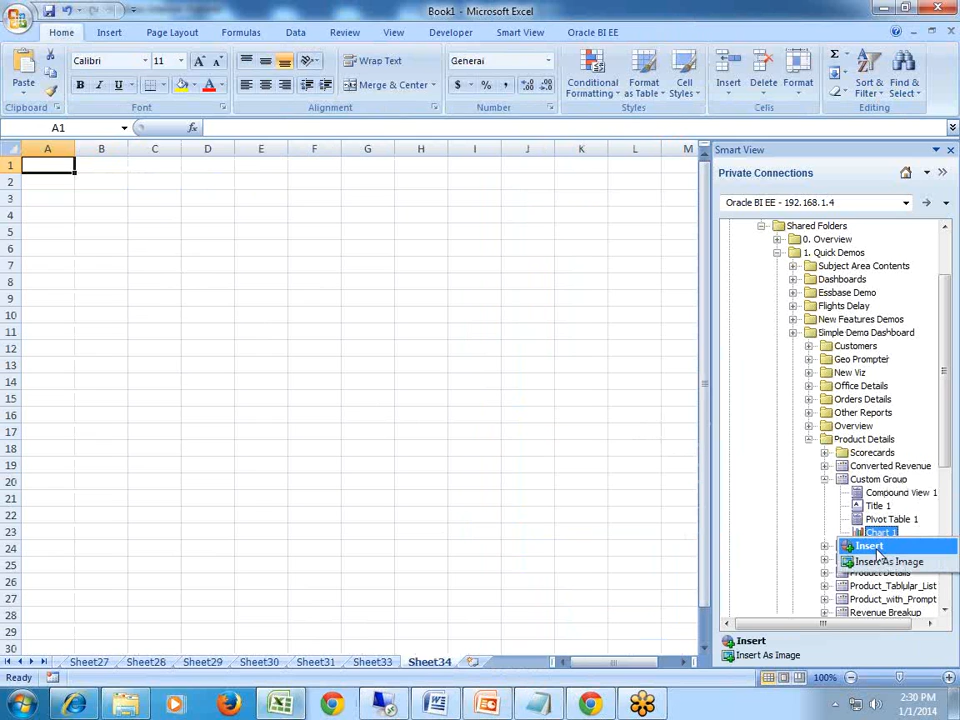 Book1 - Microsoft Excel
Home Insert Page Layout Formulas Data Review View Developer Smart View Oracle BI EE
Paste
Calibri 11 A A
B I U A
Wrap Text
Merge & Center
General
$ % ,
Conditional Formatting
Format as Table
Cell Styles
Insert Delete Format
Σ
Sort & Filter
Find & Select
Clipboard Font Alignment Number Styles Cells Editing
A1 fx
A B C D E F G H I J K L M
1
2
3
4
5
6
7
8
9
10
11
12
13
14
15
16
17
18
19
20
21
22
23
24
25
26
27
28
29
30
Smart View
Private Connections
Oracle BI EE - 192.168.1.4
Shared Folders
0. Overview
1. Quick Demos
Subject Area Contents
Dashboards
Essbase Demo
Flights Delay
New Features Demos
Simple Demo Dashboard
Customers
Geo Prompter
New Viz
Office Details
Orders Details
Other Reports
Overview
Product Details
Scorecards
Converted Revenue
Custom Group
Compound View 1
Title 1
Pivot Table 1
Chart 1
Insert
Insert As Image
Product Details
Product_Tablular_List
Product_with_Prompt
Revenue Breakup
Insert
Insert As Image
Sheet27 Sheet28 Sheet29 Sheet30 Sheet31 Sheet33 Sheet34
Ready
100%
2:30 PM
1/1/2014